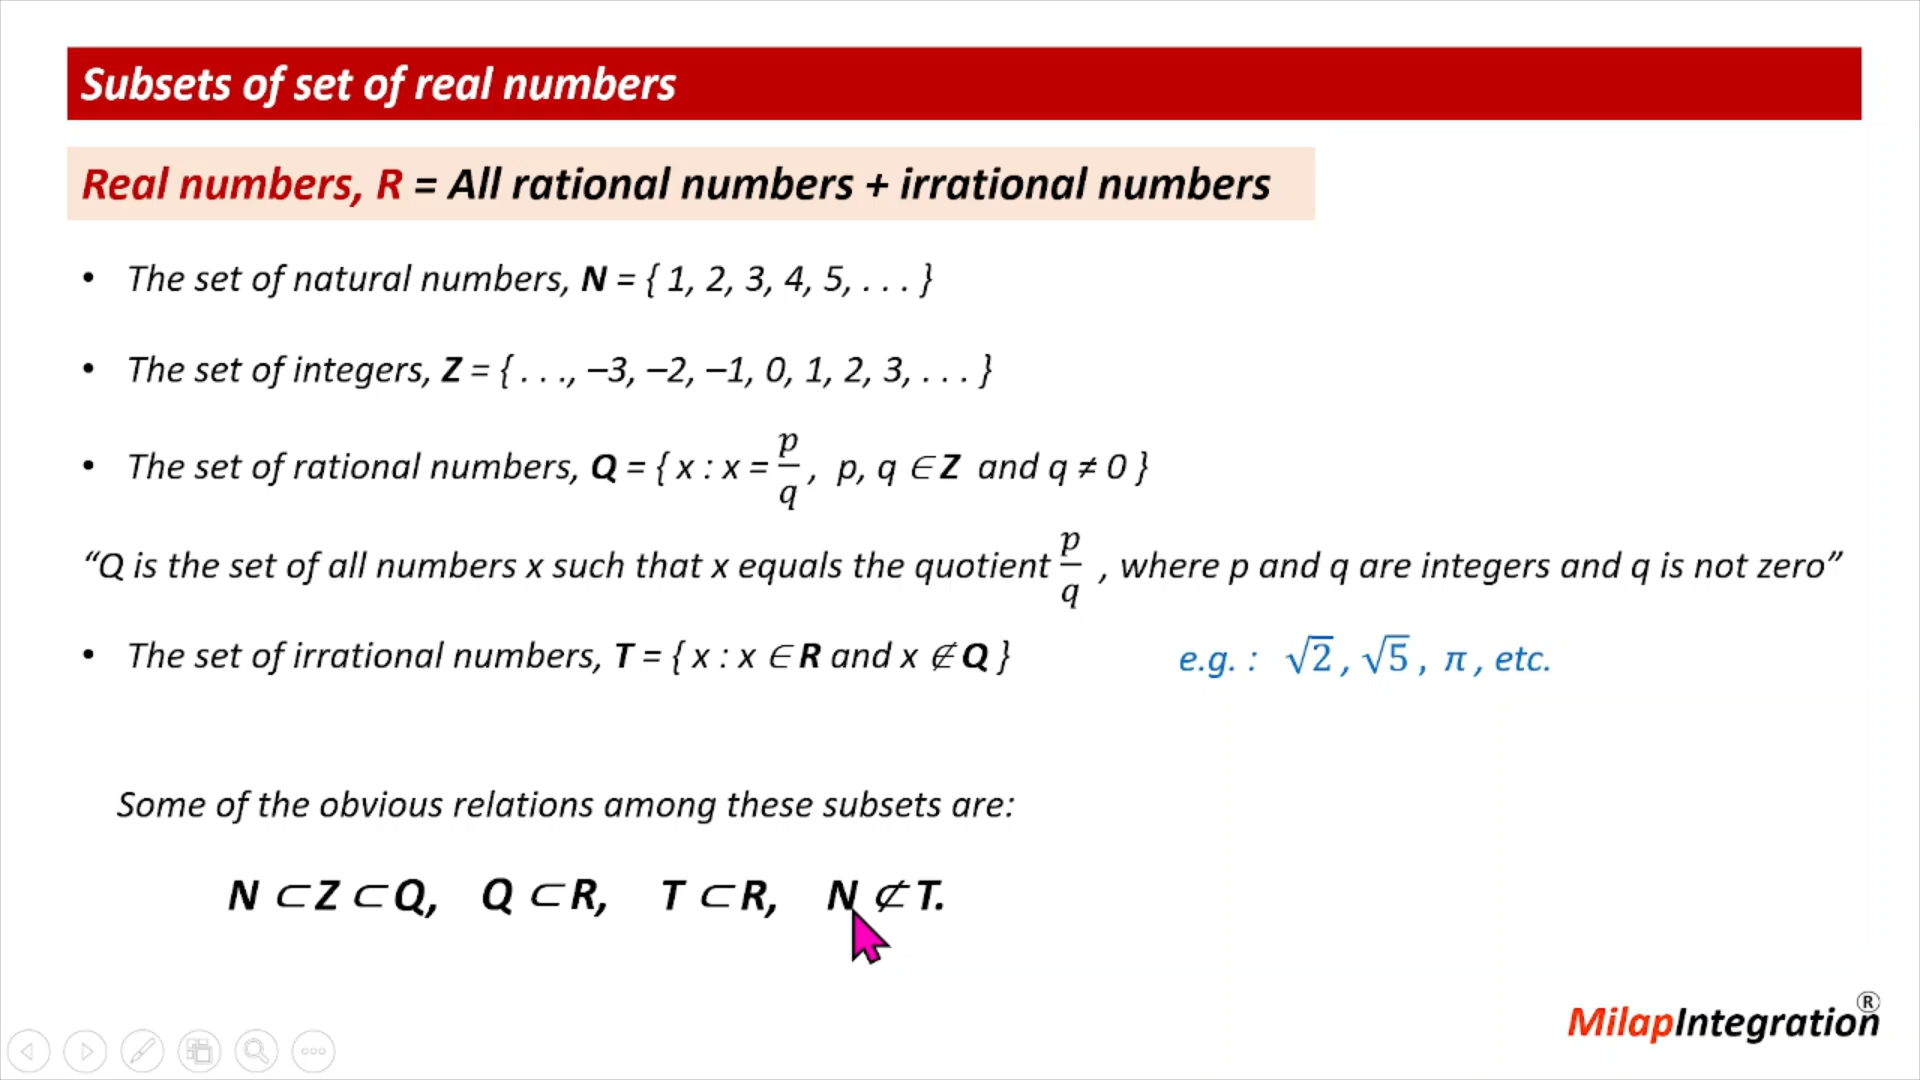 Subsets of set of real numbers
Real numbers, R = All rational numbers + irrational numbers
• The set of natural numbers, N = { 1, 2, 3, 4, 5, . . . }
• The set of integers, Z = { . . ., –3, –2, –1, 0, 1, 2, 3, . . . }
• The set of rational numbers, Q = { x : x = p/q , p, q ∈ Z and q ≠ 0 }
“Q is the set of all numbers x such that x equals the quotient p/q , where p and q are integers and q is not zero”
• The set of irrational numbers, T = { x : x ∈ R and x ∉ Q } e.g. : √2 , √5 , π , etc.
Some of the obvious relations among these subsets are:
N ⊂ Z ⊂ Q, Q ⊂ R, T ⊂ R, N ⊄ T.
MilapIntegration®